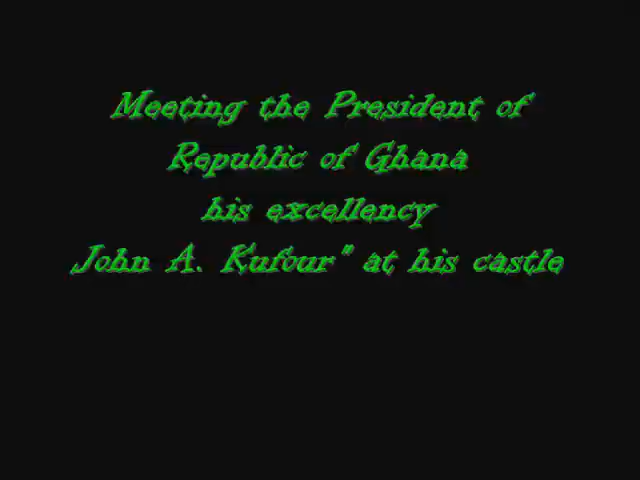 Meeting the President of
Republic of Ghana
his excellency
John A. Kufour" at his castle